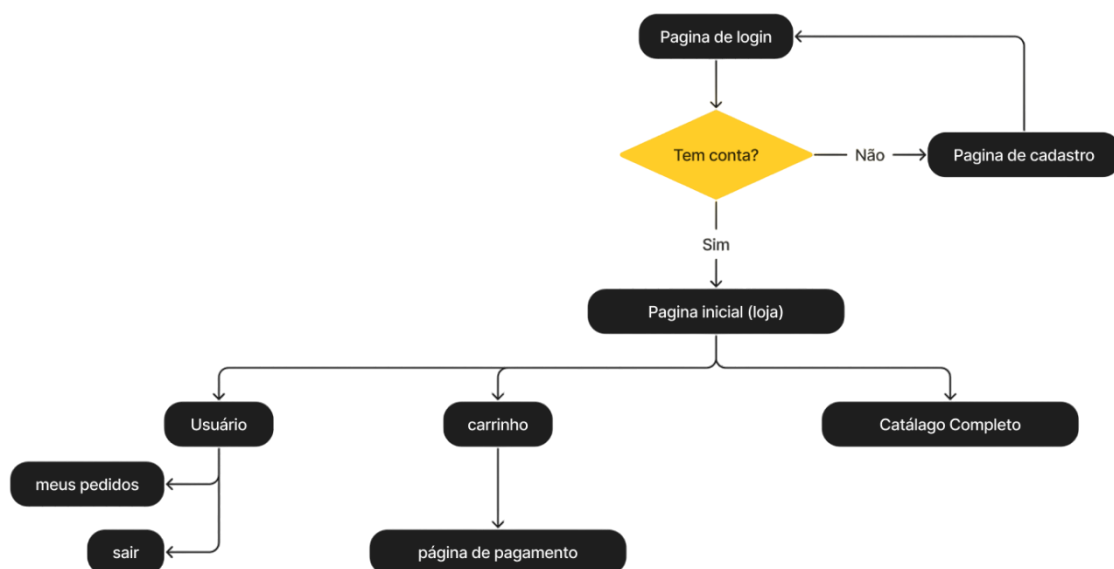 Pagina de login
Tem conta?
Não
Pagina de cadastro
Sim
Pagina inicial (loja)
Usuário
carrinho
Catálago Completo
meus pedidos
sair
página de pagamento